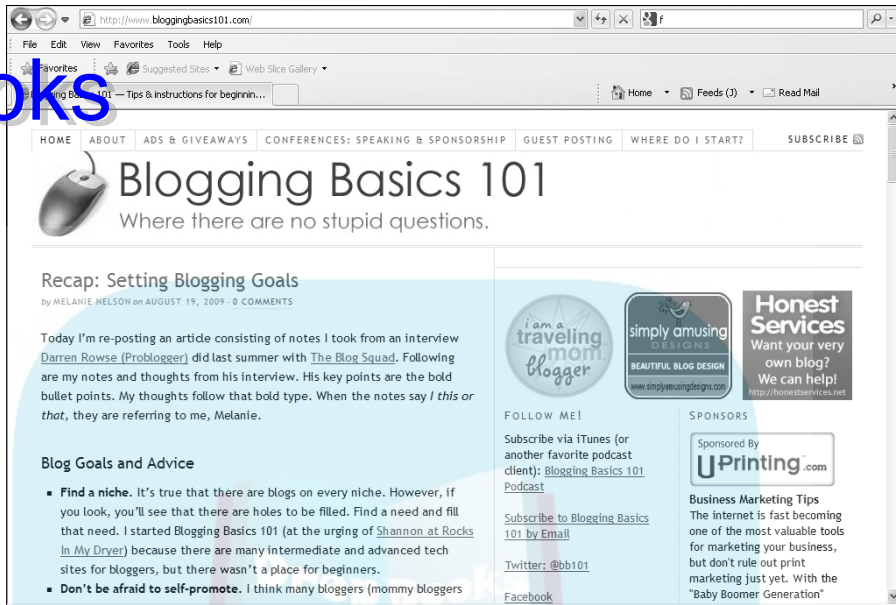 http://www.bloggingbasics101.com/
f
File Edit View Favorites Tools Help
Favorites Suggested Sites Web Slice Gallery
oks
101 — Tips & instructions for beginnin...
Home Feeds (J) Read Mail
HOME ABOUT ADS & GIVEAWAYS CONFERENCES: SPEAKING & SPONSORSHIP GUEST POSTING WHERE DO I START? SUBSCRIBE
Blogging Basics 101
Where there are no stupid questions.
Recap: Setting Blogging Goals
by MELANIE NELSON on AUGUST 19, 2009 · 0 COMMENTS
Today I'm re-posting an article consisting of notes I took from an interview
Darren Rowse (Problogger) did last summer with The Blog Squad. Following
are my notes and thoughts from his interview. His key points are the bold
bullet points. My thoughts follow that bold type. When the notes say I this or
that, they are referring to me, Melanie.
Blog Goals and Advice
▪ Find a niche. It's true that there are blogs on every niche. However, if
you look, you'll see that there are holes to be filled. Find a need and fill
that need. I started Blogging Basics 101 (at the urging of Shannon at Rocks
In My Dryer) because there are many intermediate and advanced tech
sites for bloggers, but there wasn't a place for beginners.
▪ Don't be afraid to self-promote. I think many bloggers (mommy bloggers
i am a
traveling
mom
blogger
simply amusing
DESIGNS
BEAUTIFUL BLOG DESIGN
www.simplyamusingdesigns.com
Honest
Services
Want your very
own blog?
We can help!
http://honestservices.net
FOLLOW ME!
Subscribe via iTunes (or
another favorite podcast
client): Blogging Basics 101
Podcast
Subscribe to Blogging Basics
101 by Email
Twitter: @bb101
Facebook
SPONSORS
Sponsored By
UPrinting.com
Business Marketing Tips
The internet is fast becoming
one of the most valuable tools
for marketing your business,
but don't rule out print
marketing just yet. With the
"Baby Boomer Generation"